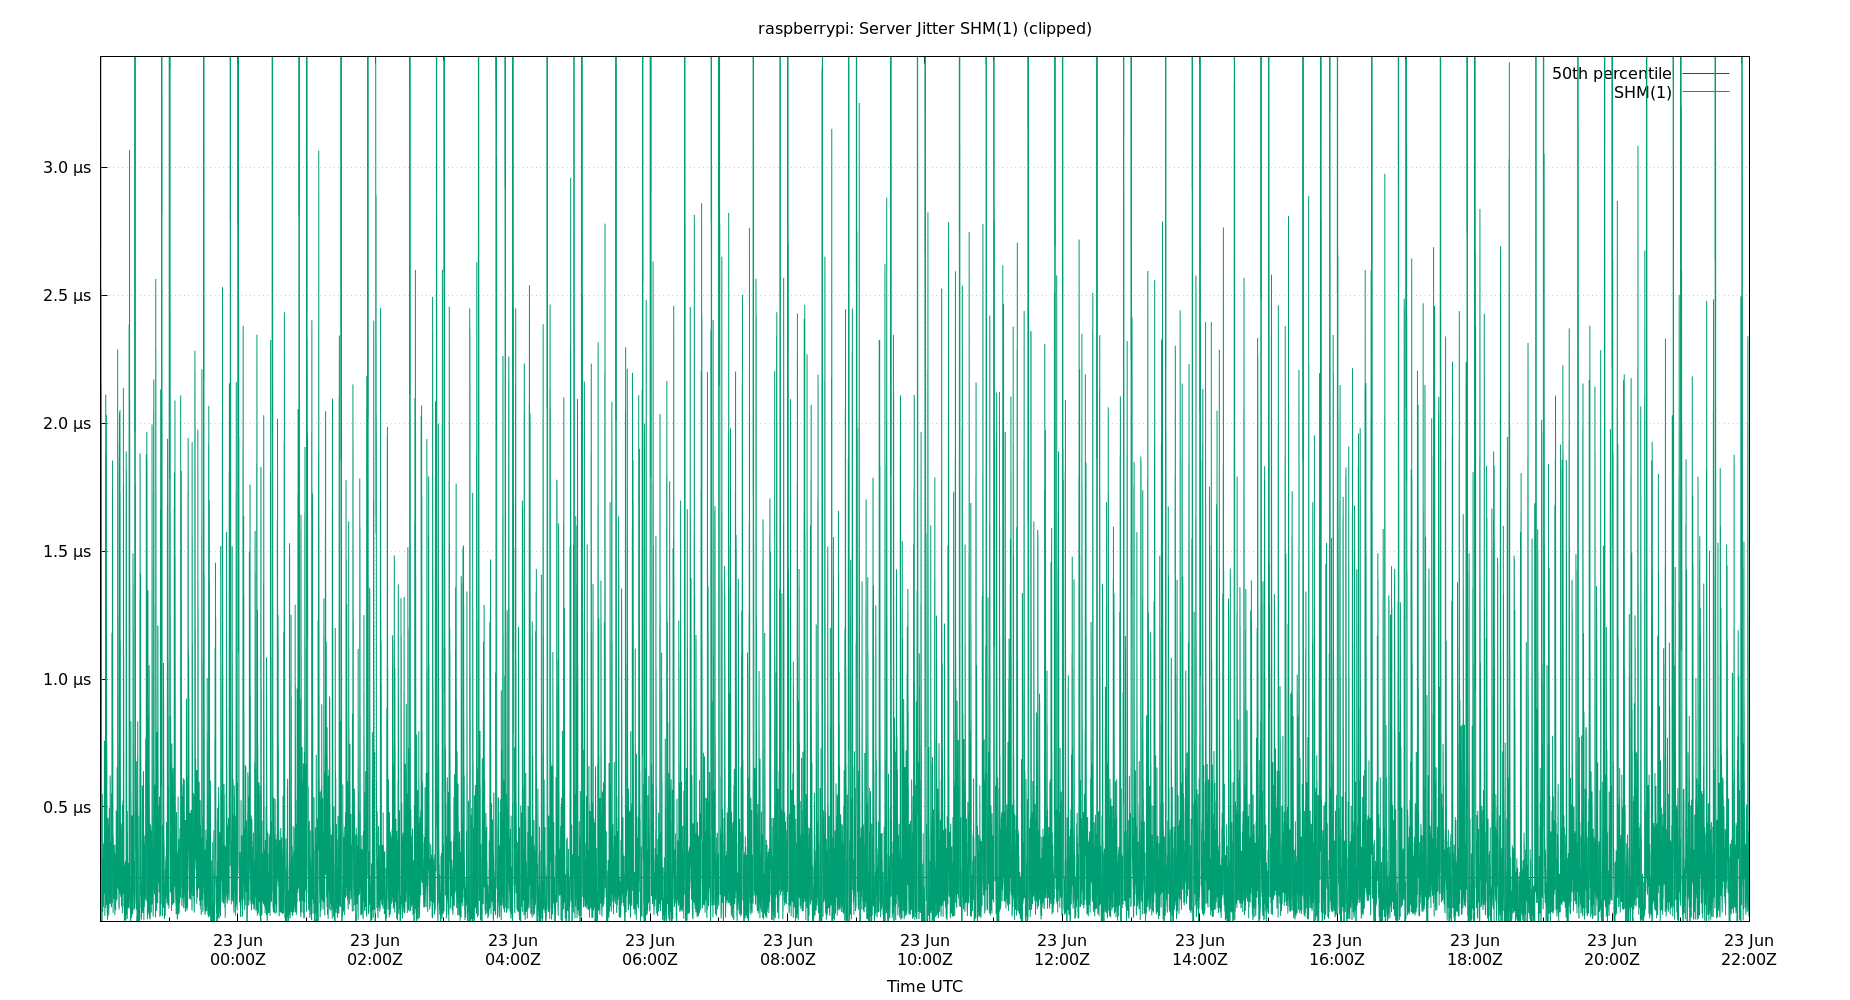 raspberrypi: Server Jitter SHM(1) (clipped)
50th percentile
SHM(1)
3.0 µs
2.5 µs
2.0 µs
1.5 µs
1.0 µs
0.5 µs
23 Jun 23 Jun 23 Jun 23 Jun 23 Jun 23 Jun 23 Jun 23 Jun 23 Jun 23 Jun 23 Jun 23 Jun
00:00Z 02:00Z 04:00Z 06:00Z 08:00Z 10:00Z 12:00Z 14:00Z 16:00Z 18:00Z 20:00Z 22:00Z
Time UTC